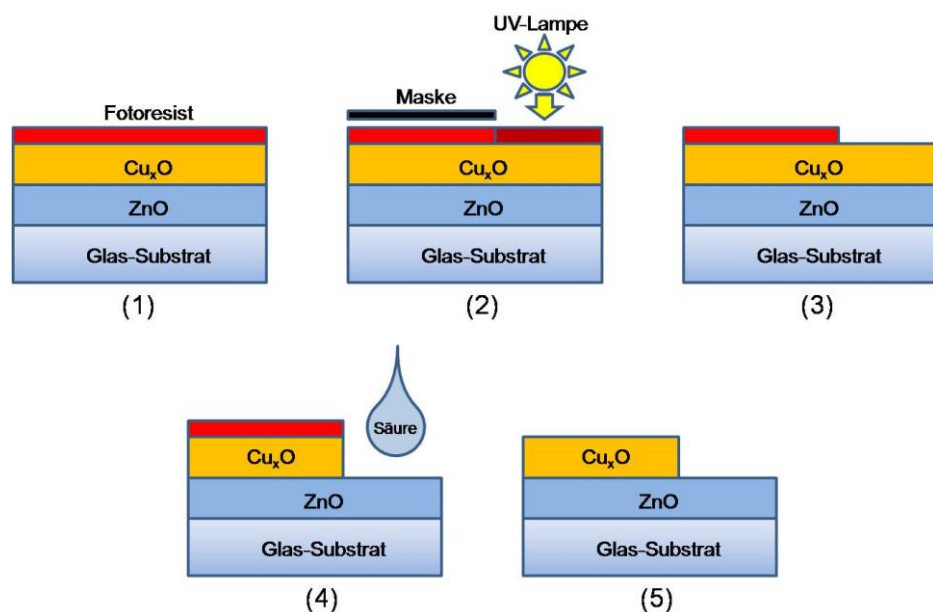 UV-Lampe
Maske
Fotoresist
CuₓO
CuₓO
CuₓO
ZnO
ZnO
ZnO
Glas-Substrat
Glas-Substrat
Glas-Substrat
(1)
(2)
(3)
Säure
CuₓO
CuₓO
ZnO
ZnO
Glas-Substrat
Glas-Substrat
(4)
(5)